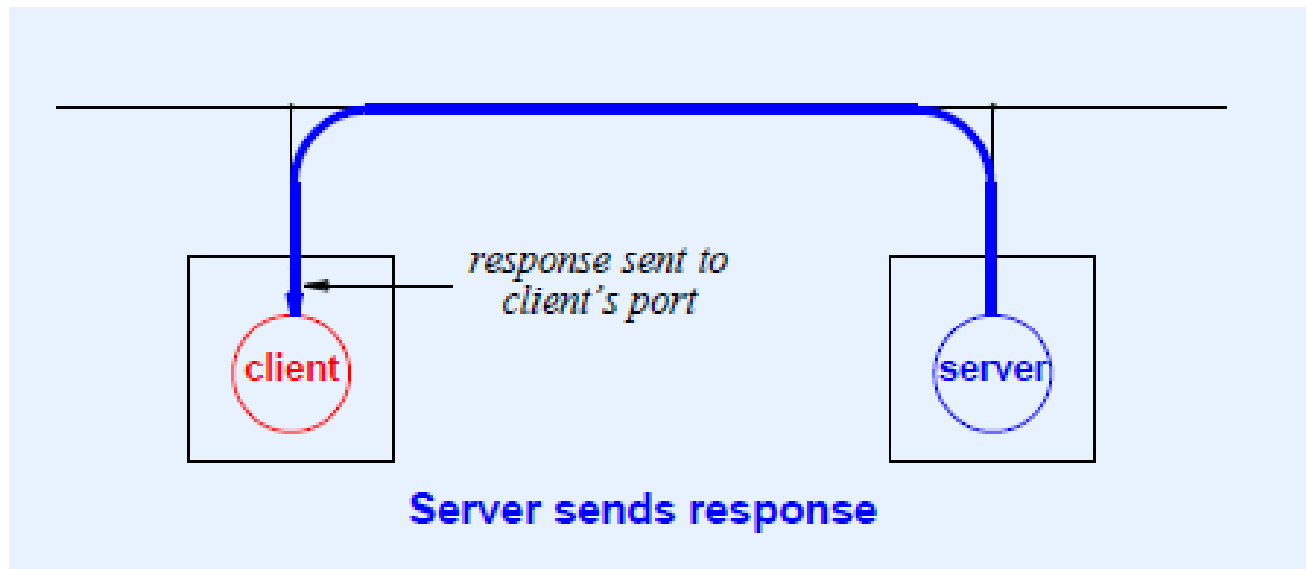 response sent to
client's port
client
server
Server sends response